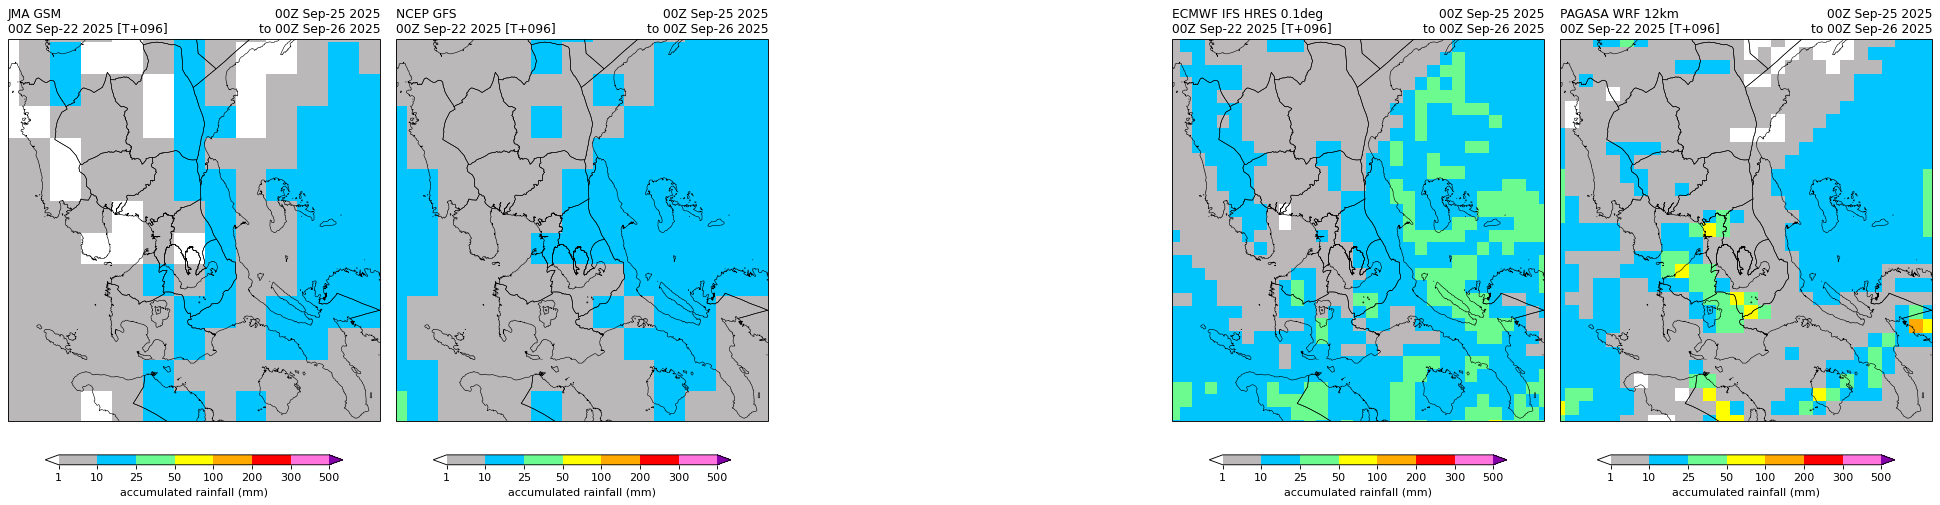 JMA GSM 00Z Sep-25 2025
00Z Sep-22 2025 [T+096] to 00Z Sep-26 2025
1 10 25 50 100 200 300 500
accumulated rainfall (mm)
NCEP GFS 00Z Sep-25 2025
00Z Sep-22 2025 [T+096] to 00Z Sep-26 2025
1 10 25 50 100 200 300 500
accumulated rainfall (mm)
ECMWF IFS HRES 0.1deg 00Z Sep-25 2025
00Z Sep-22 2025 [T+096] to 00Z Sep-26 2025
1 10 25 50 100 200 300 500
accumulated rainfall (mm)
PAGASA WRF 12km 00Z Sep-25 2025
00Z Sep-22 2025 [T+096] to 00Z Sep-26 2025
1 10 25 50 100 200 300 500
accumulated rainfall (mm)